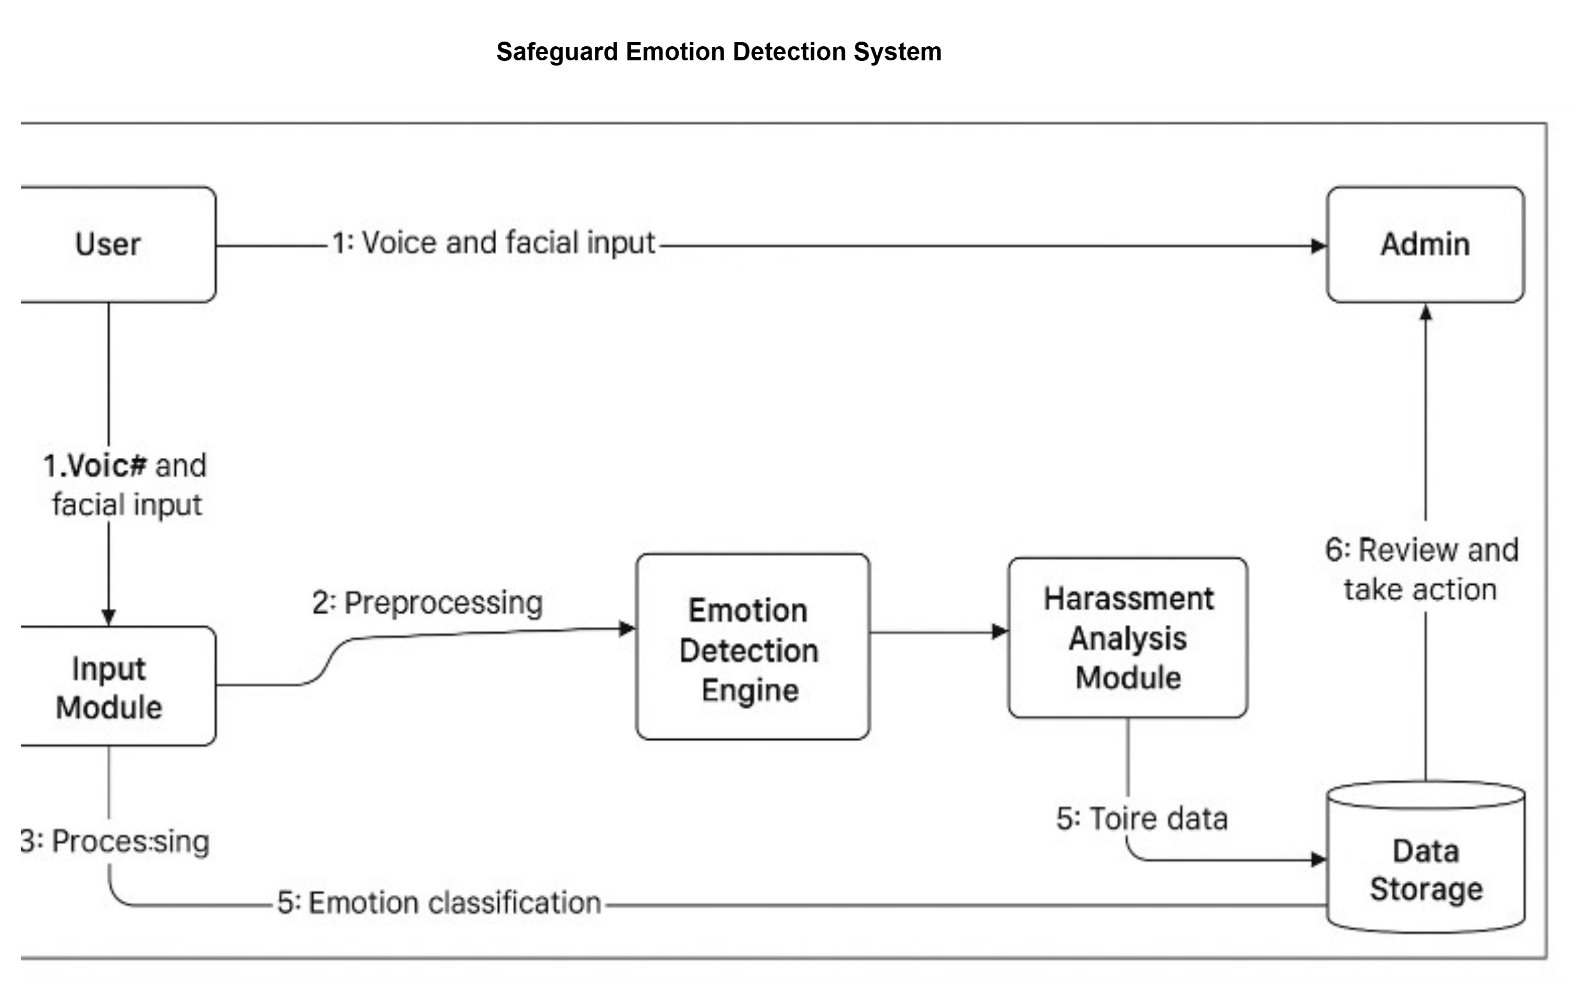 Safeguard Emotion Detection System
User
1: Voice and facial input
Admin
1.Voic# and
facial input
6: Review and
take action
2: Preprocessing
Emotion
Detection
Engine
Harassment
Analysis
Module
Input
Module
5: Toire data
3: Processing
Data
Storage
5: Emotion classification